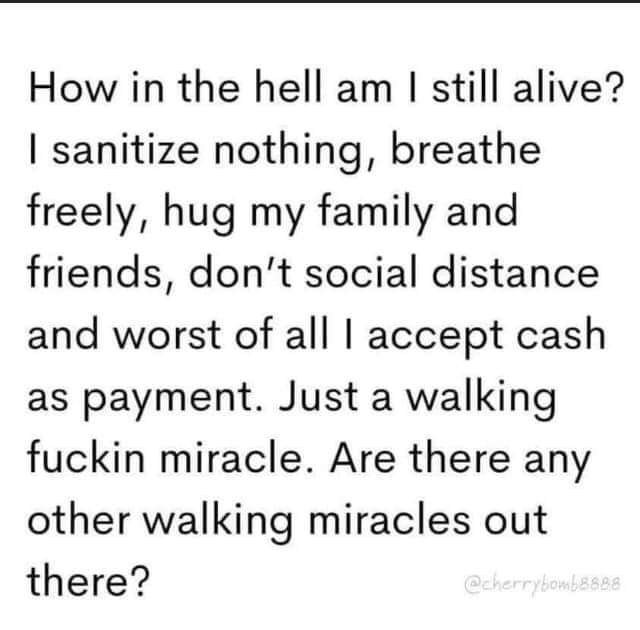 How in the hell am I still alive?
I sanitize nothing, breathe
freely, hug my family and
friends, don't social distance
and worst of all I accept cash
as payment. Just a walking
fuckin miracle. Are there any
other walking miracles out
there?
@cherrybomb8888